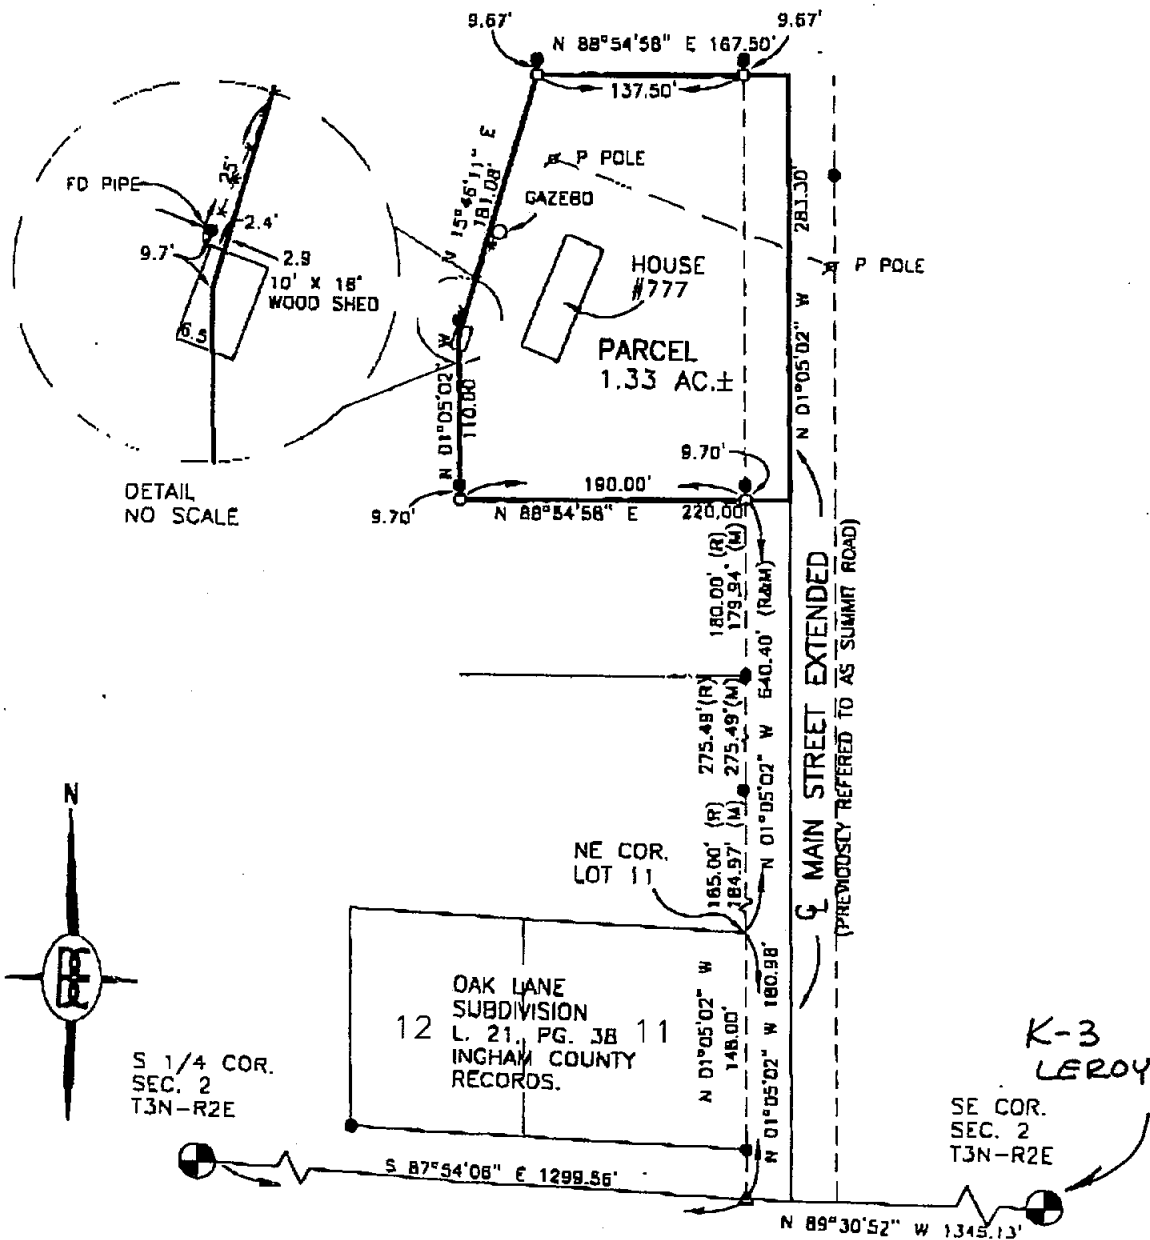 9.67'
9.67'
N 88°54'58" E 167.50'
137.50'
P POLE
N 15°46'11" E
181.08'
GAZEBO
283.30'
N 01°05'02" W
P POLE
HOUSE
#777
PARCEL
1.33 AC.±
FD PIPE
25'
2.4'
2.9
9.7'
10' X 16'
WOOD SHED
6.5
DETAIL
NO SCALE
N 01°05'02" W
110.00
9.70'
190.00'
9.70'
N 88°54'58" E
220.00'
180.00' (R)
179.94' (M)
640.40' (R&M)
N 01°05'02" W
275.49' (R)
275.49' (M)
165.00' (R)
164.97' (M)
℄ MAIN STREET EXTENDED
(PREVIOUSLY REFERED TO AS SUMMIT ROAD)
NE COR.
LOT 11
N
12
OAK LANE
SUBDIVISION
L. 21, PG. 38
INGHAM COUNTY
RECORDS.
11
N 01°05'02" W
148.00'
N 01°05'02" W 180.98'
S 1/4 COR.
SEC. 2
T3N-R2E
K-3
LEROY
SE COR.
SEC. 2
T3N-R2E
S 87°54'06" E 1299.56'
N 89°30'52" W 1345.13'